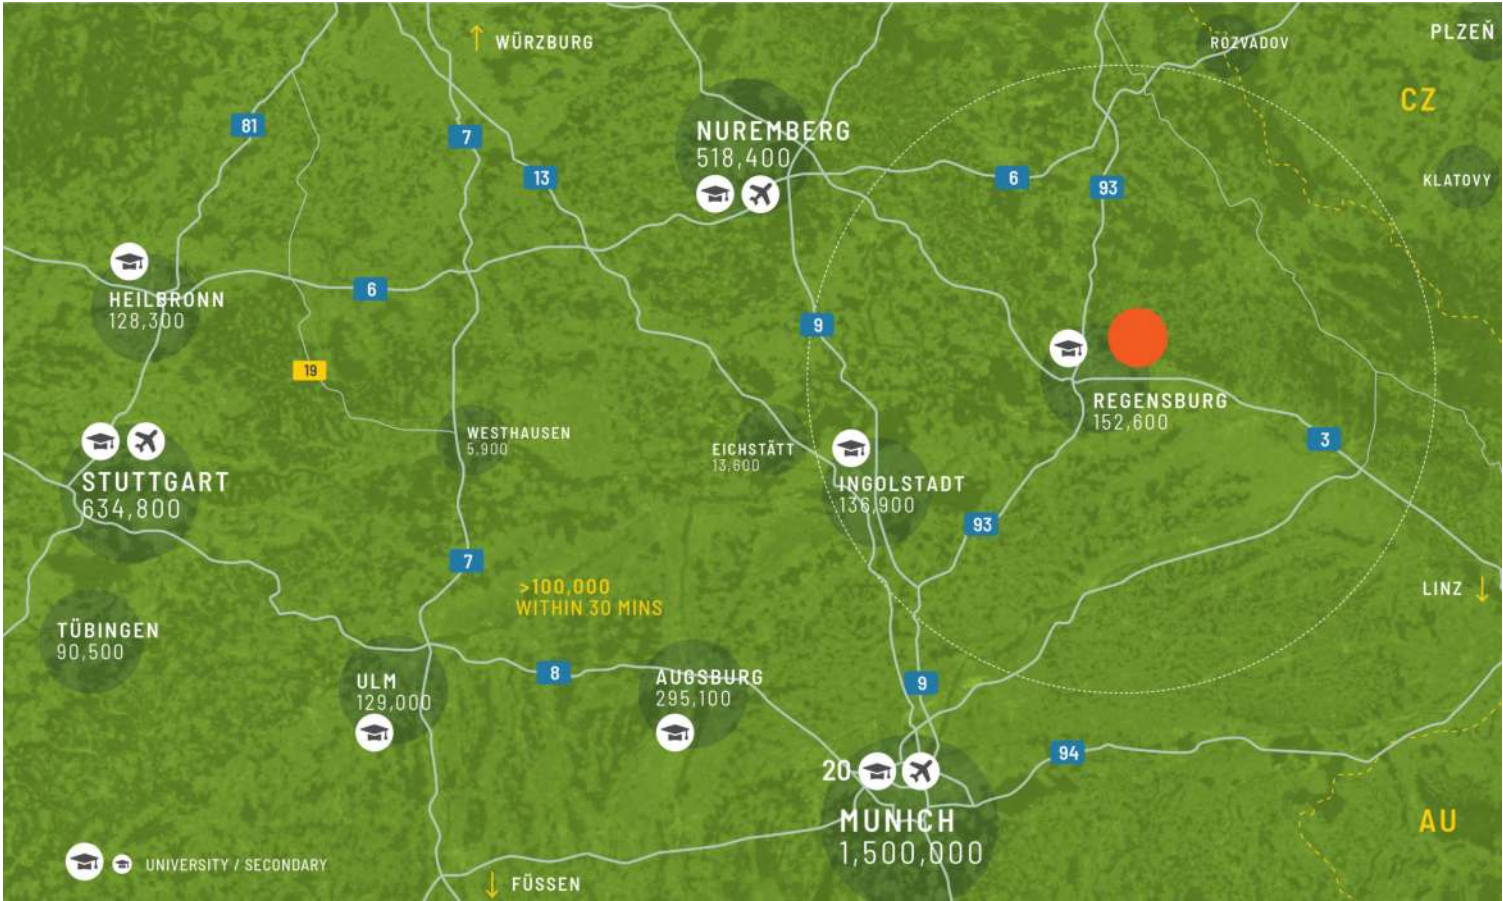 WÜRZBURG
ROZVADOV
PLZEŇ
CZ
81
7
NUREMBERG
518,400
13
6
93
KLATOVY
HEILBRONN
128,300
6
9
19
REGENSBURG
152,600
3
WESTHAUSEN
5,900
EICHSTÄTT
13,600
STUTTGART
634,800
INGOLSTADT
136,900
93
7
>100,000
WITHIN 30 MINS
LINZ
TÜBINGEN
90,500
ULM
129,000
8
AUGSBURG
295,100
9
94
20
MUNICH
1,500,000
AU
UNIVERSITY / SECONDARY
FÜSSEN